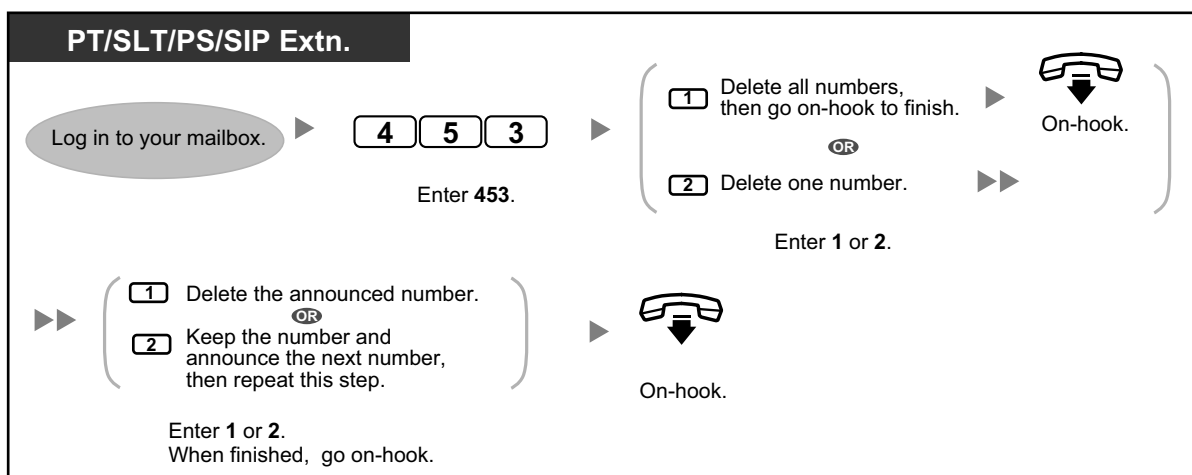 PT/SLT/PS/SIP Extn.
Log in to your mailbox.
4 5 3
Enter 453.
1 Delete all numbers,
then go on-hook to finish.
OR
2 Delete one number.
Enter 1 or 2.
On-hook.
1 Delete the announced number.
OR
2 Keep the number and
announce the next number,
then repeat this step.
Enter 1 or 2.
When finished, go on-hook.
On-hook.